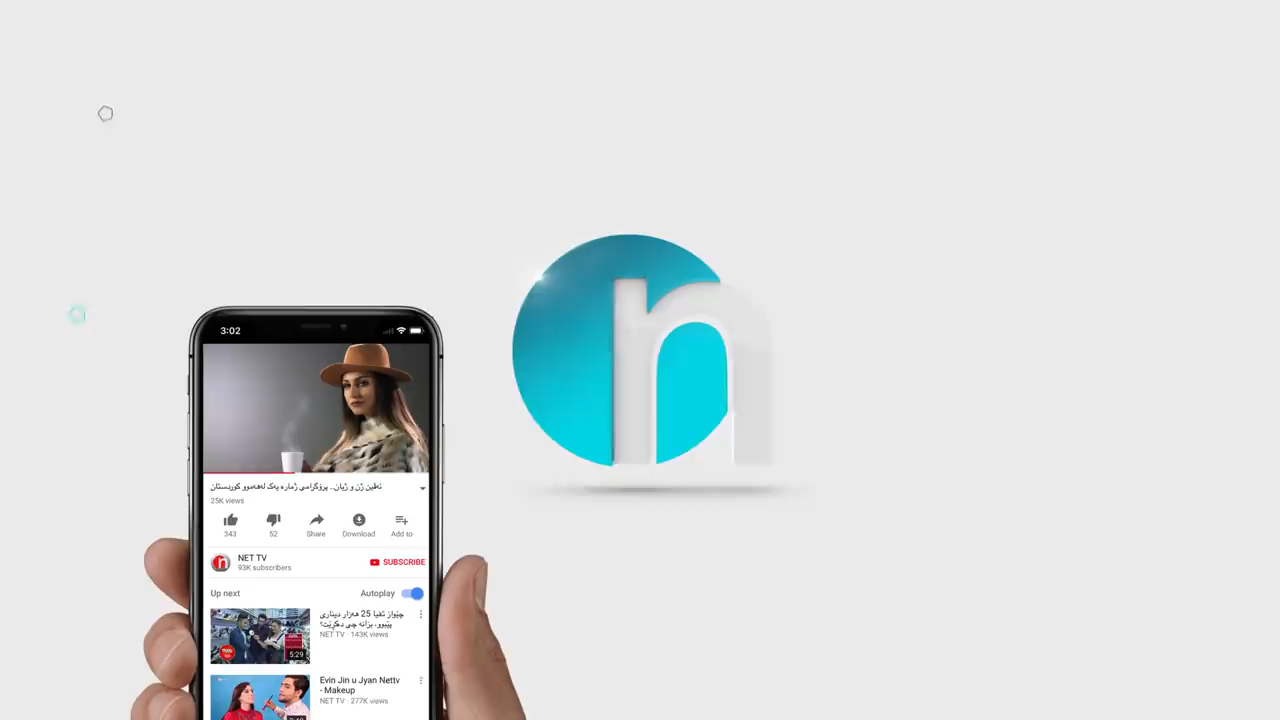 n
3:02
ئەڤین ژن و ژیان.. پرۆگرامی ژمارە یەک لەهەموو کوردستان
25K views
343
52
Share
Download
Add to
n
NET TV
SUBSCRIBE
93K subscribers
Up next
Autoplay
چێواز ئەڤیا 25 هەزار دیناری
پێبوو، بزانە چی دەکڕێت؟
NET TV · 143K views
5:29
Evin Jin u Jyan Nettv
- Makeup
NET TV · 277K views